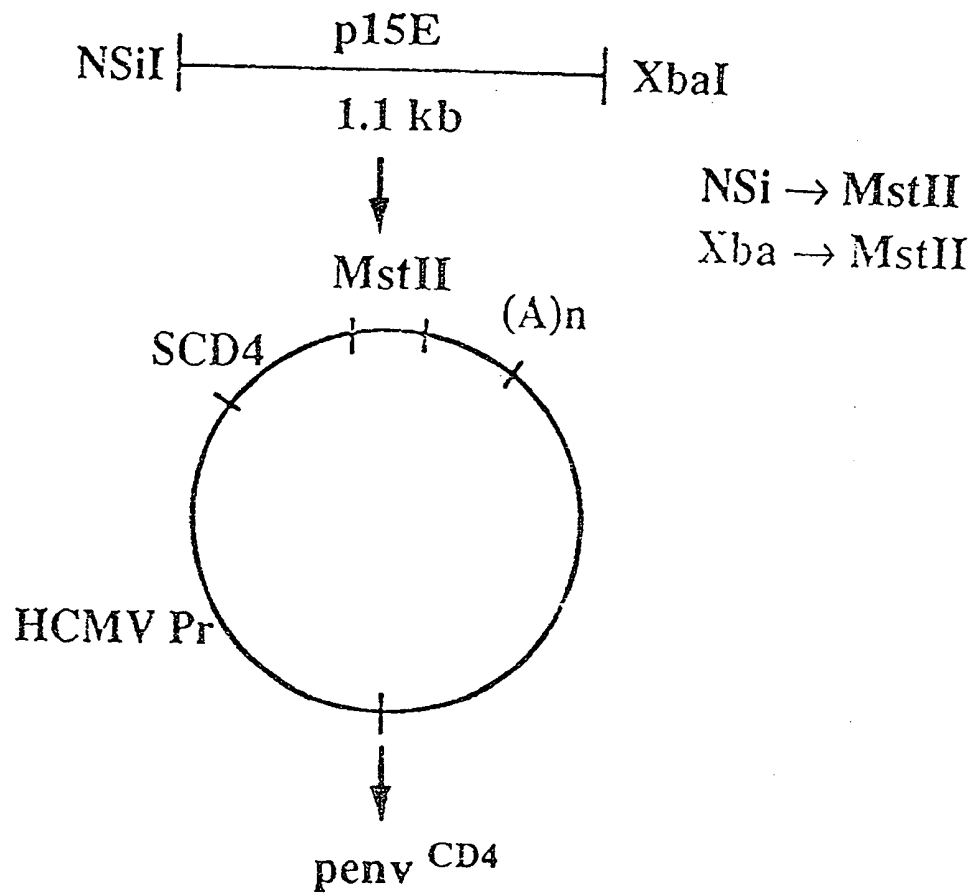 p15E
NSiI XbaI
1.1 kb
NSi → MstII
Xba → MstII
MstII
(A)n
SCD4
HCMV Pr
penv CD4